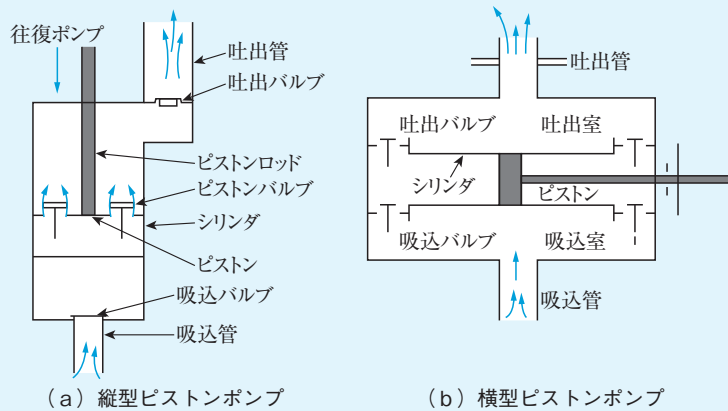 往復ポンプ
吐出管
吐出バルブ
ピストンロッド
ピストンバルブ
シリンダ
ピストン
吸込バルブ
吸込管
(a) 縦型ピストンポンプ
吐出管
吐出バルブ
吐出室
シリンダ
ピストン
吸込バルブ
吸込室
吸込管
(b) 横型ピストンポンプ